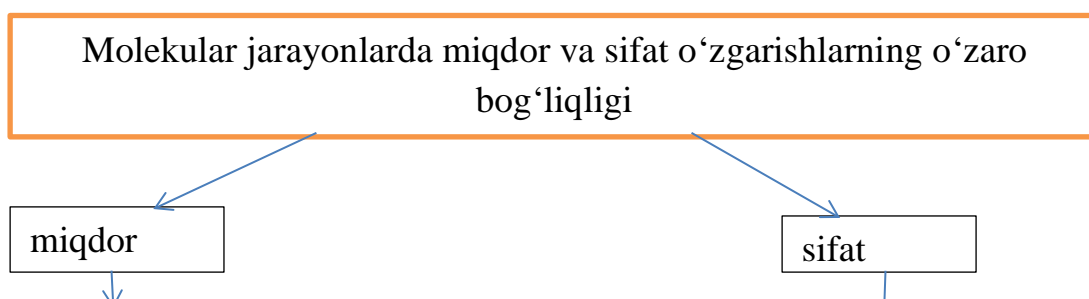 Molekular jarayonlarda miqdor va sifat o‘zgarishlarning o‘zaro
bog‘liqligi
miqdor
sifat